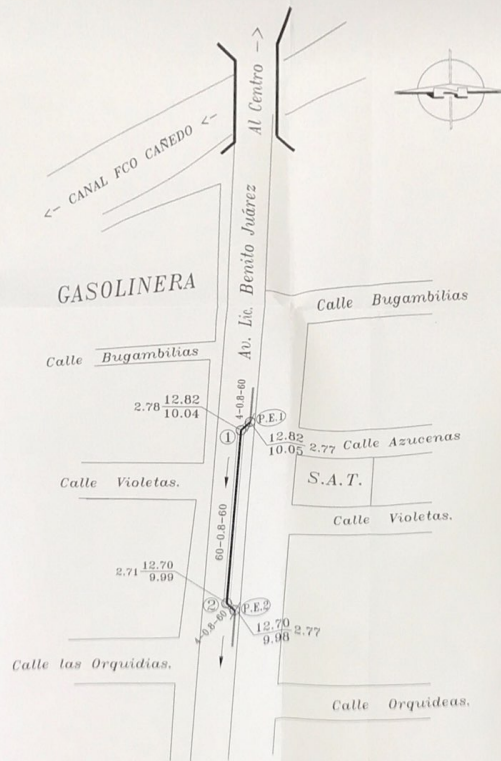 Al Centro ->
<- CANAL FCO CAÑEDO <-
Av. Lic. Benito Juárez
GASOLINERA
Calle Bugambilias
Calle Bugambilias
4-0.8-60
2.78 12.82
10.04
P.E.1
1
12.82
10.05 2.77
Calle Azucenas
S.A.T.
Calle Violetas.
Calle Violetas.
60-0.8-60
2.71 12.70
9.99
2
P.E.2
4-0.8-60
12.70
9.98 2.77
Calle las Orquidias.
Calle Orquideas.